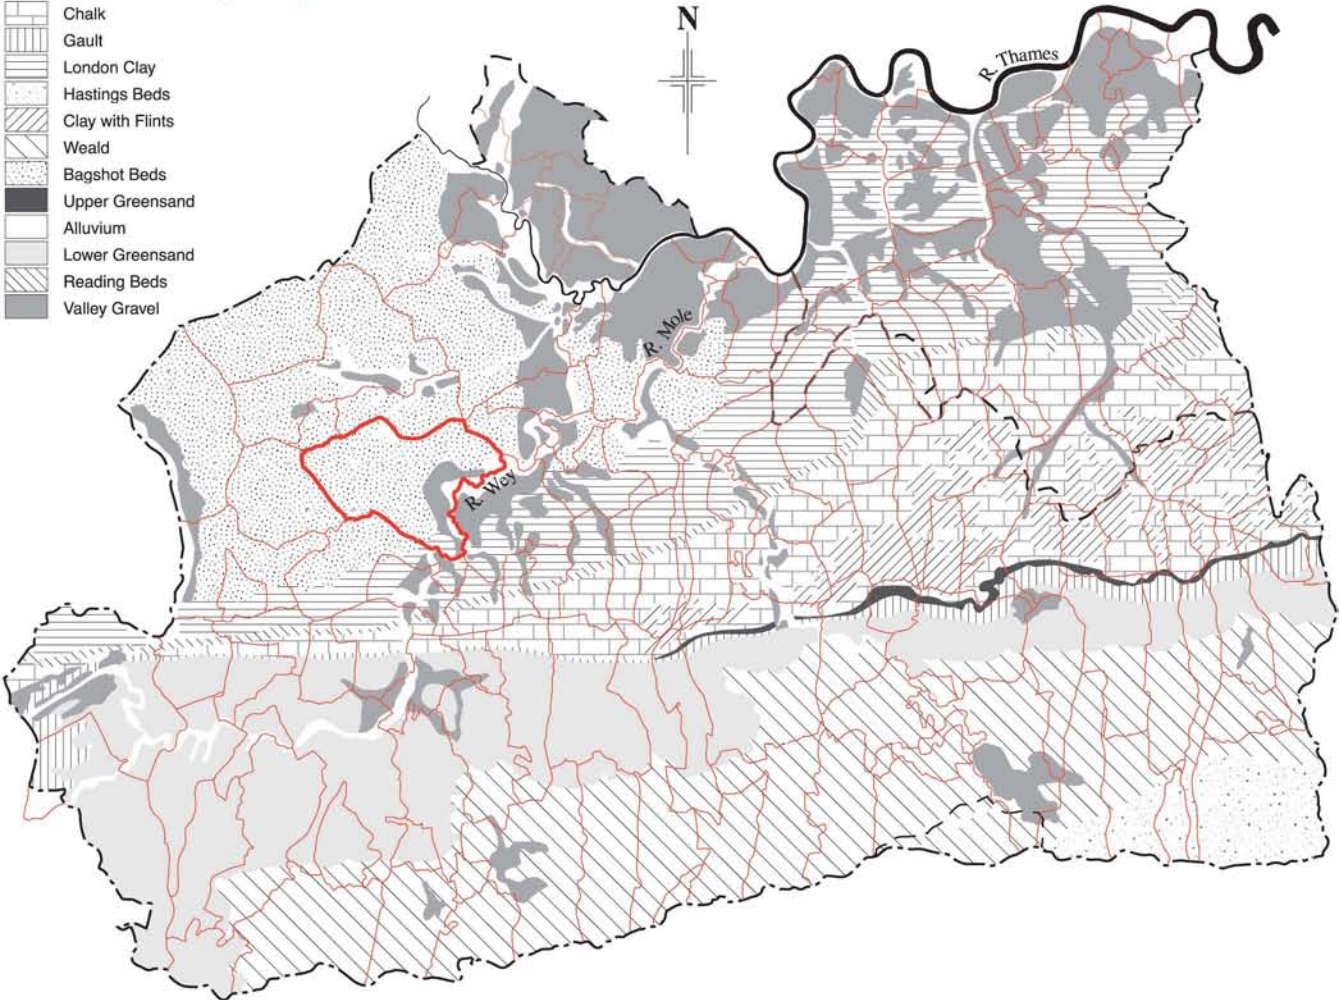 Chalk
Gault
London Clay
Hastings Beds
Clay with Flints
Weald
Bagshot Beds
Upper Greensand
Alluvium
Lower Greensand
Reading Beds
Valley Gravel
N
R. Thames
R. Mole
R. Wey